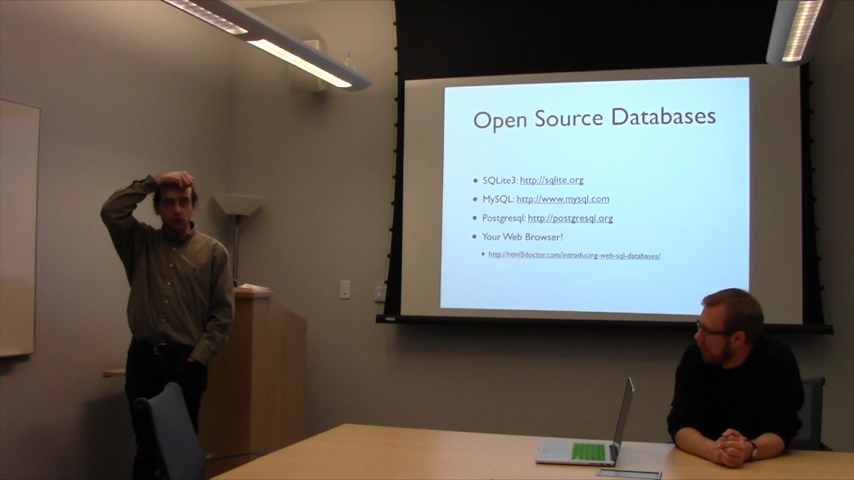 Open Source Databases
• SQLite3: http://sqlite.org
• MySQL: http://www.mysql.com
• Postgresql: http://postgresql.org
• Your Web Browser!
• http://html5doctor.com/introducing-web-sql-databases/